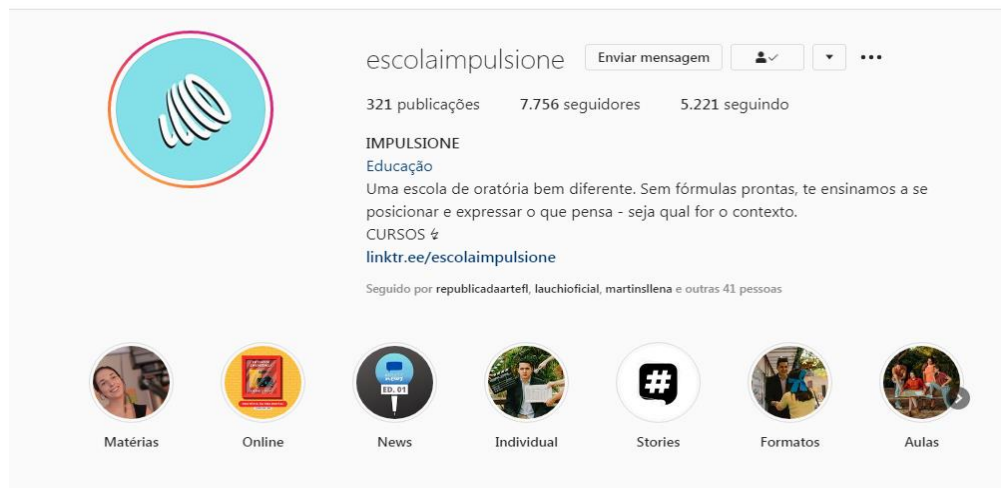 escolaimpulsione Enviar mensagem
321 publicações 7.756 seguidores 5.221 seguindo
IMPULSIONE
Educação
Uma escola de oratória bem diferente. Sem fórmulas prontas, te ensinamos a se
posicionar e expressar o que pensa - seja qual for o contexto.
CURSOS ↯
linktr.ee/escolaimpulsione
Seguido por republicadaartefl, lauchioficial, martinsllena e outras 41 pessoas
ED. 01
#
Matérias Online News Individual Stories Formatos Aulas